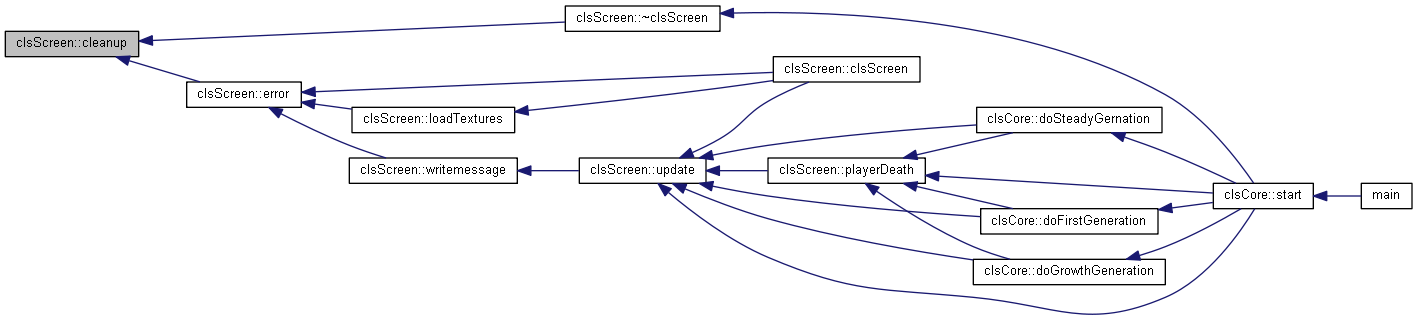 clsScreen::cleanup
clsScreen::~clsScreen
clsScreen::error
clsScreen::clsScreen
clsScreen::loadTextures
clsScreen::writemessage
clsScreen::update
clsCore::doSteadyGernation
clsScreen::playerDeath
clsCore::doFirstGeneration
clsCore::doGrowthGeneration
clsCore::start
main